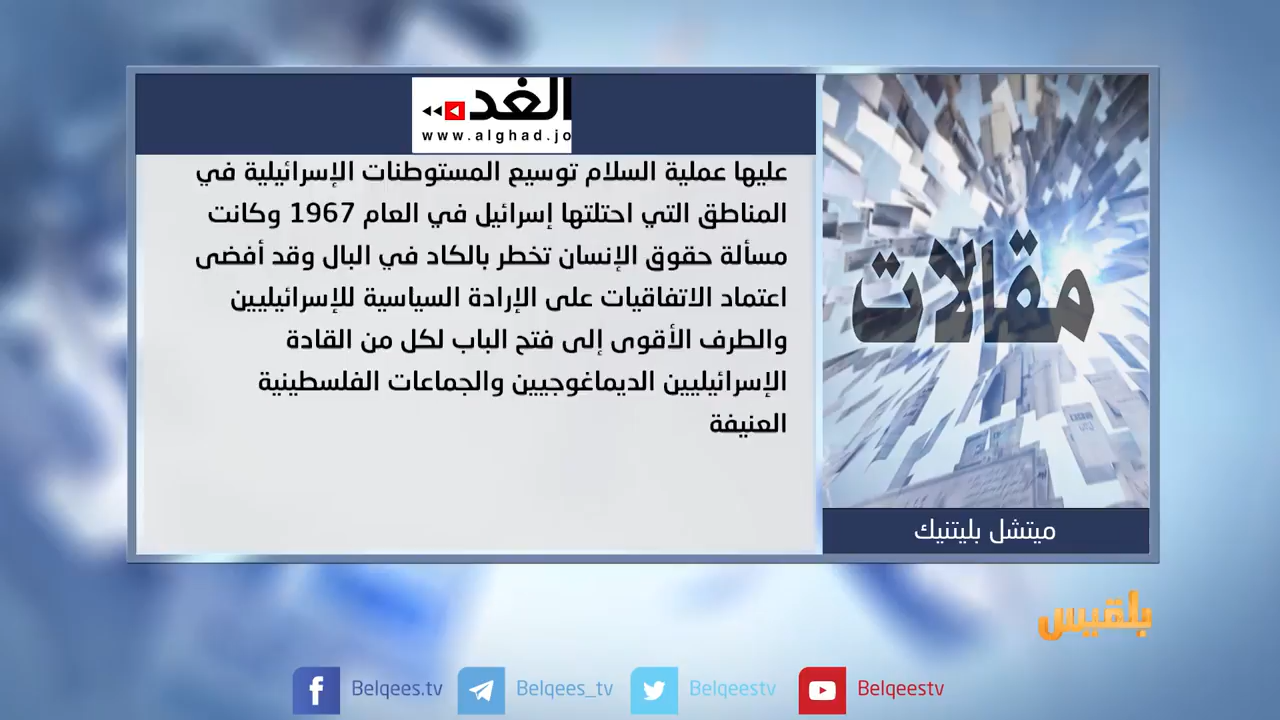 الغد
www.alghad.jo
عليها عملية السلام توسيع المستوطنات الإسرائيلية في
المناطق التي احتلتها إسرائيل في العام 1967 وكانت
مسألة حقوق الإنسان تخطر بالكاد في البال وقد أفضى
اعتماد الاتفاقيات على الإرادة السياسية للإسرائيليين
والطرف الأقوى إلى فتح الباب لكل من القادة
الإسرائيليين الديماغوجيين والجماعات الفلسطينية
العنيفة
مقالات
ميتشل بليتنيك
بلقيس
Belqees.tv
Belqees_tv
Belqeestv
Belqeestv